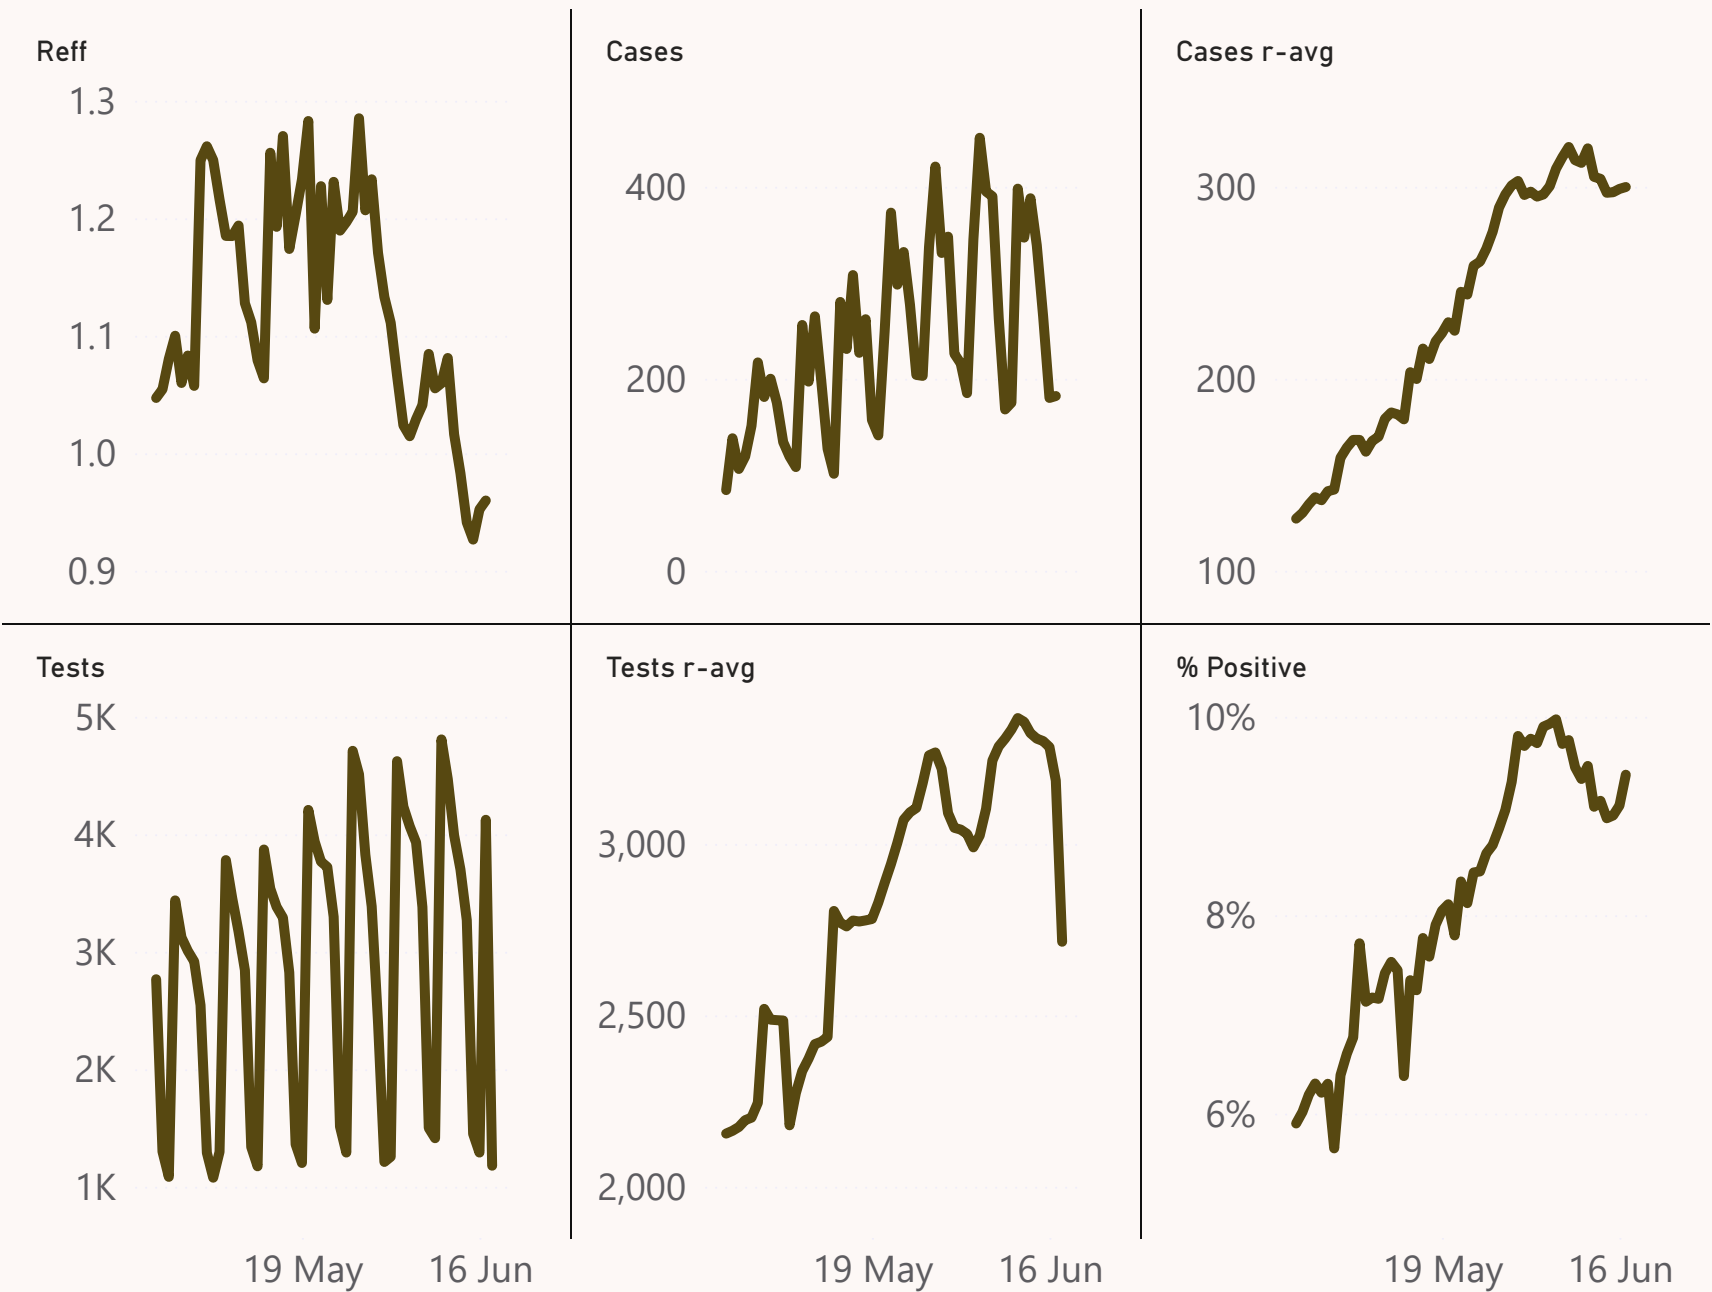 Reff
1.3
1.2
1.1
1.0
0.9
Cases
400
200
0
Cases r-avg
300
200
100
Tests
5K
4K
3K
2K
1K
19 May 16 Jun
Tests r-avg
3,000
2,500
2,000
19 May 16 Jun
% Positive
10%
8%
6%
19 May 16 Jun